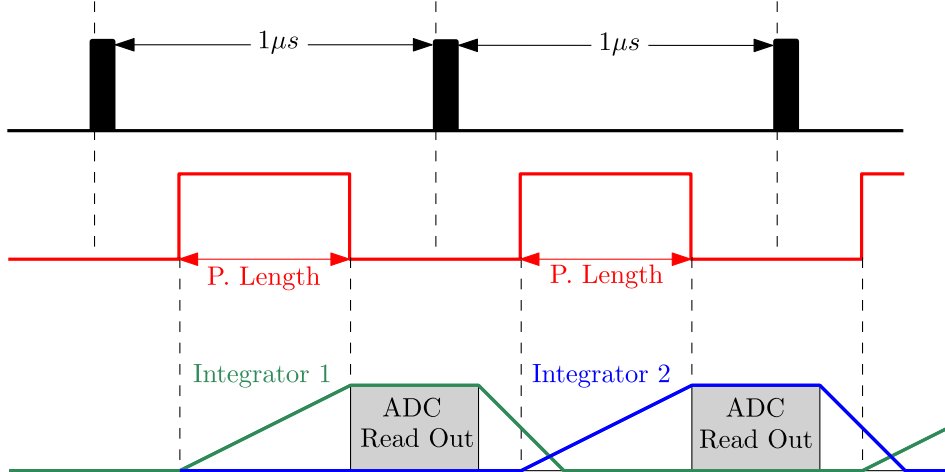 1μs 1μs
P. Length P. Length
Integrator 1 Integrator 2
ADC ADC
Read Out Read Out